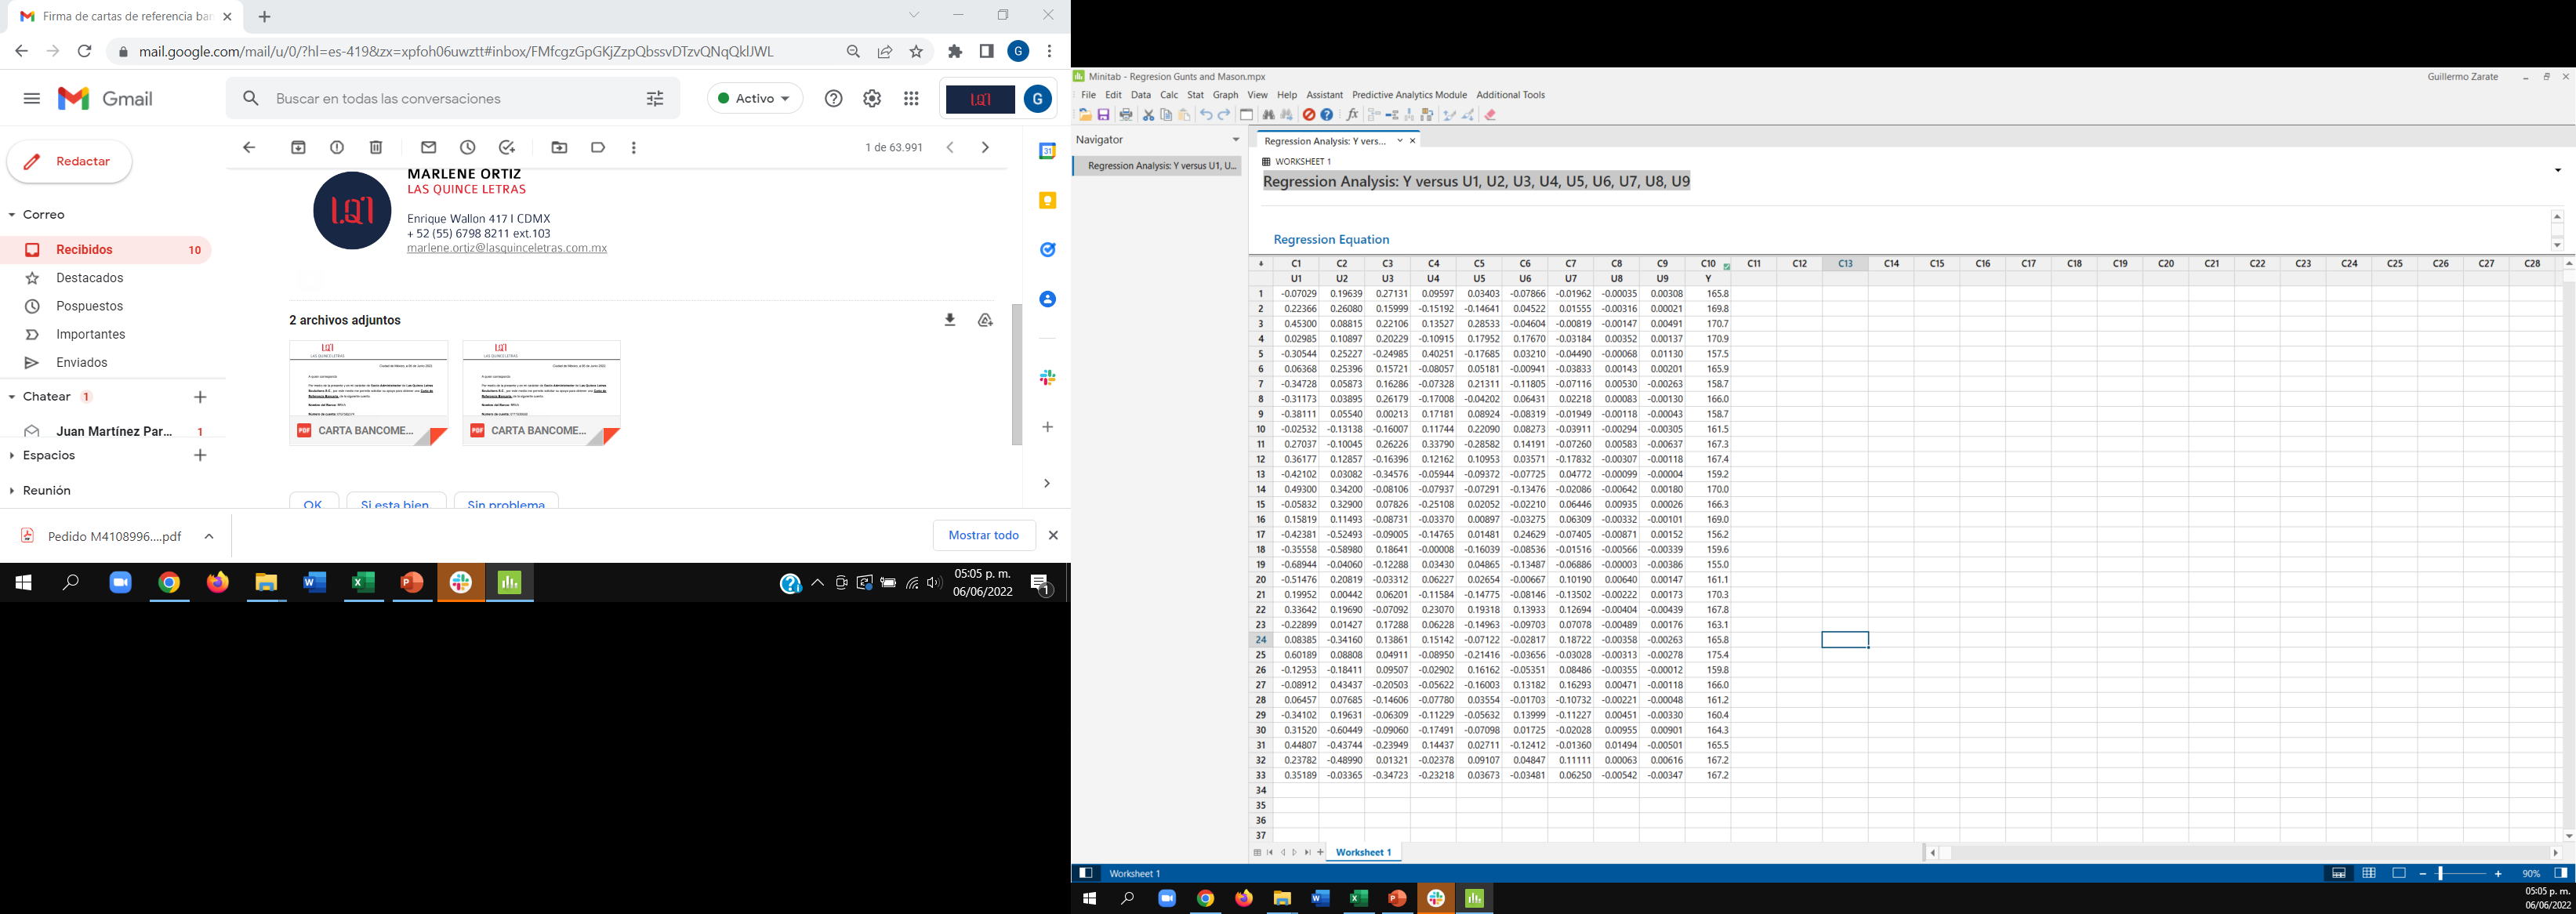 Firma de cartas de referencia ban
mail.google.com/mail/u/0/?hl=es-419&zx=xpfoh06uwztt#inbox/FMfcgzGpGKjZzpQbssvDTzvQNqQklJWL
G
Gmail
Buscar en todas las conversaciones
Activo
LQ1
G
Redactar
1 de 63.991
Correo
Recibidos 10
Destacados
Pospuestos
Importantes
Enviados
Chatear 1
Juan Martínez Par... 1
Espacios
Reunión
MARLENE ORTIZ
LAS QUINCE LETRAS
Enrique Wallon 417 I CDMX
+ 52 (55) 6798 8211 ext.103
marlene.ortiz@lasquinceletras.com.mx
2 archivos adjuntos
PDF CARTA BANCOME...
PDF CARTA BANCOME...
OK Si esta bien Sin problema
Pedido M4108996....pdf
Mostrar todo
05:05 p. m.
06/06/2022
1
Minitab - Regresion Gunts and Mason.mpx
Guillermo Zarate
File Edit Data Calc Stat Graph View Help Assistant Predictive Analytics Module Additional Tools
Navigator
Regression Analysis: Y versus U1, U...
Regression Analysis: Y vers...
WORKSHEET 1
Regression Analysis: Y versus U1, U2, U3, U4, U5, U6, U7, U8, U9
Regression Equation
C1 C2 C3 C4 C5 C6 C7 C8 C9 C10 C11 C12 C13 C14 C15 C16 C17 C18 C19 C20 C21 C22 C23 C24 C25 C26 C27 C28
U1 U2 U3 U4 U5 U6 U7 U8 U9 Y
1 -0.07029 0.19639 0.27131 0.09597 0.03403 -0.07866 -0.01962 -0.00035 0.00308 165.8
2 0.22366 0.26080 0.15999 -0.15192 -0.14641 0.04522 0.01555 -0.00316 0.00021 169.8
3 0.45300 0.08815 0.22106 0.13527 0.28533 -0.04604 -0.00819 -0.00147 0.00491 170.7
4 0.02985 0.10897 0.20229 -0.10915 0.17952 0.17670 -0.03184 0.00352 0.00137 170.9
5 -0.30544 0.25227 -0.24985 0.40251 -0.17685 0.03210 -0.04490 -0.00068 0.01130 157.5
6 0.06368 0.25396 0.15721 -0.08057 0.05181 -0.00941 -0.03833 0.00143 0.00201 165.9
7 -0.34728 0.05873 0.16286 -0.07328 0.21311 -0.11805 -0.07116 0.00530 -0.00263 158.7
8 -0.31173 0.03895 0.26179 -0.17008 -0.04202 0.06431 0.02218 0.00083 -0.00130 166.0
9 -0.38111 0.05540 0.00213 0.17181 0.08924 -0.08319 -0.01949 -0.00118 -0.00043 158.7
10 -0.02532 -0.13138 -0.16007 0.11744 0.22090 0.08273 -0.03911 -0.00294 -0.00305 161.5
11 0.27037 -0.10045 0.26226 0.33790 -0.28582 0.14191 -0.07260 0.00583 -0.00637 167.3
12 0.36177 0.12857 -0.16396 0.12162 0.10953 0.03571 -0.17832 -0.00307 -0.00118 167.4
13 -0.42102 0.03082 -0.34576 -0.05944 -0.09372 -0.07725 0.04772 -0.00099 -0.00004 159.2
14 0.49300 0.34200 -0.08106 -0.07937 -0.07291 -0.13476 -0.02086 -0.00642 0.00180 170.0
15 -0.05832 0.32900 0.07826 -0.25108 0.02052 -0.02210 0.06446 0.00935 0.00026 166.3
16 0.15819 0.11493 -0.08731 -0.03370 0.00897 -0.03275 0.06309 -0.00332 -0.00101 169.0
17 -0.42381 -0.52493 -0.09005 -0.14765 0.01481 0.24629 -0.07405 -0.00871 0.00152 156.2
18 -0.35558 -0.58980 0.18641 -0.00008 -0.16039 -0.08536 -0.01516 -0.00566 -0.00339 159.6
19 -0.68944 -0.04060 -0.12288 0.03430 0.04865 -0.13487 -0.06886 -0.00003 -0.00386 155.0
20 -0.51476 0.20819 -0.03312 0.06227 0.02654 -0.00667 0.10190 0.00640 0.00147 161.1
21 0.19952 0.00442 0.06201 -0.11584 -0.14775 -0.08146 -0.13502 -0.00222 0.00173 170.3
22 0.33642 0.19690 -0.07092 0.23070 0.19318 0.13933 0.12694 -0.00404 -0.00439 167.8
23 -0.22899 0.01427 0.17288 0.06228 -0.14963 -0.09703 0.07078 -0.00489 0.00176 163.1
24 0.08385 -0.34160 0.13861 0.15142 -0.07122 -0.02817 0.18722 -0.00358 -0.00263 165.8
25 0.60189 0.08808 0.04911 -0.08950 -0.21416 -0.03656 -0.03028 -0.00313 -0.00278 175.4
26 -0.12953 -0.18411 0.09507 -0.02902 0.16162 -0.05351 0.08486 -0.00355 -0.00012 159.8
27 -0.08912 0.43437 -0.20503 -0.05622 -0.16003 0.13182 0.16293 0.00471 -0.00118 166.0
28 0.06457 0.07685 -0.14606 -0.07780 0.03554 -0.01703 -0.10732 -0.00221 -0.00048 161.2
29 -0.34102 0.19631 -0.06309 -0.11229 -0.05632 0.13999 -0.11227 0.00451 -0.00330 160.4
30 0.31520 -0.60449 -0.09060 -0.17491 -0.07098 0.01725 -0.02028 0.00955 0.00901 164.3
31 0.44807 -0.43744 -0.23949 0.14437 0.02711 -0.12412 -0.01360 0.01494 -0.00501 165.5
32 0.23782 -0.48990 0.01321 -0.02378 0.09107 0.04847 0.11111 0.00063 0.00616 167.2
33 0.35189 -0.03365 -0.34723 -0.23218 0.03673 -0.03481 0.06250 -0.00542 -0.00347 167.2
34
35
36
37
Worksheet 1
Worksheet 1
90%
05:05 p. m.
06/06/2022